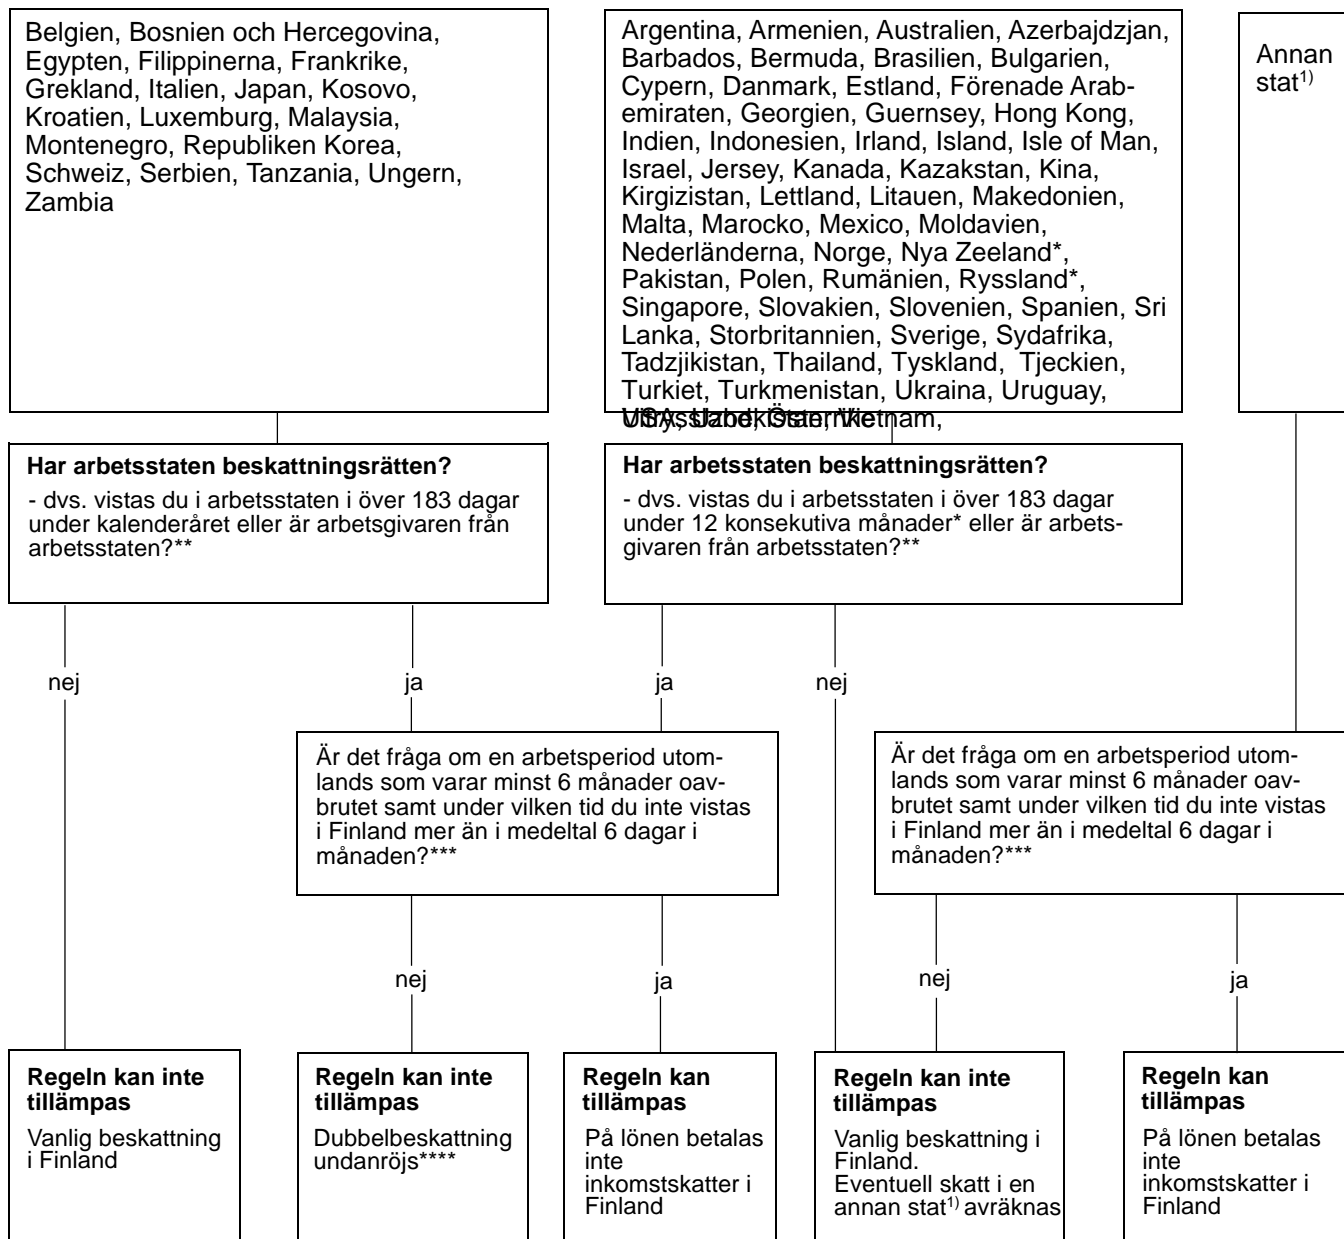 Belgien, Bosnien och Hercegovina,
Egypten, Filippinerna, Frankrike,
Grekland, Italien, Japan, Kosovo,
Kroatien, Luxemburg, Malaysia,
Montenegro, Republiken Korea,
Schweiz, Serbien, Tanzania, Ungern,
Zambia
Argentina, Armenien, Australien, Azerbajdzjan,
Barbados, Bermuda, Brasilien, Bulgarien,
Cypern, Danmark, Estland, Förenade Arab-
emiraten, Georgien, Guernsey, Hong Kong,
Indien, Indonesien, Irland, Island, Isle of Man,
Israel, Jersey, Kanada, Kazakstan, Kina,
Kirgizistan, Lettland, Litauen, Makedonien,
Malta, Marocko, Mexico, Moldavien,
Nederländerna, Norge, Nya Zeeland*,
Pakistan, Polen, Rumänien, Ryssland*,
Singapore, Slovakien, Slovenien, Spanien, Sri
Lanka, Storbritannien, Sverige, Sydafrika,
Tadzjikistan, Thailand, Tyskland, Tjeckien,
Turkiet, Turkmenistan, Ukraina, Uruguay,
USA, Uzbekistan, Vietnam,
Vitryssland, Österrike
Annan
stat1)
Har arbetsstaten beskattningsrätten?
- dvs. vistas du i arbetsstaten i över 183 dagar
under kalenderåret eller är arbetsgivaren från
arbetsstaten?**
Har arbetsstaten beskattningsrätten?
- dvs. vistas du i arbetsstaten i över 183 dagar
under 12 konsekutiva månader* eller är arbets-
givaren från arbetsstaten?**
nej
ja
ja
nej
Är det fråga om en arbetsperiod utom-
lands som varar minst 6 månader oav-
brutet samt under vilken tid du inte vistas
i Finland mer än i medeltal 6 dagar i
månaden?***
Är det fråga om en arbetsperiod utom-
lands som varar minst 6 månader oav-
brutet samt under vilken tid du inte vistas
i Finland mer än i medeltal 6 dagar i
månaden?***
nej
ja
nej
ja
Regeln kan inte
tillämpas
Vanlig beskattning
i Finland
Regeln kan inte
tillämpas
Dubbelbeskattning
undanröjs****
Regeln kan
tillämpas
På lönen betalas
inte
inkomstskatter i
Finland
Regeln kan inte
tillämpas
Vanlig beskattning i
Finland.
Eventuell skatt i en
annan stat1) avräknas
Regeln kan
tillämpas
På lönen betalas
inte
inkomstskatter i
Finland